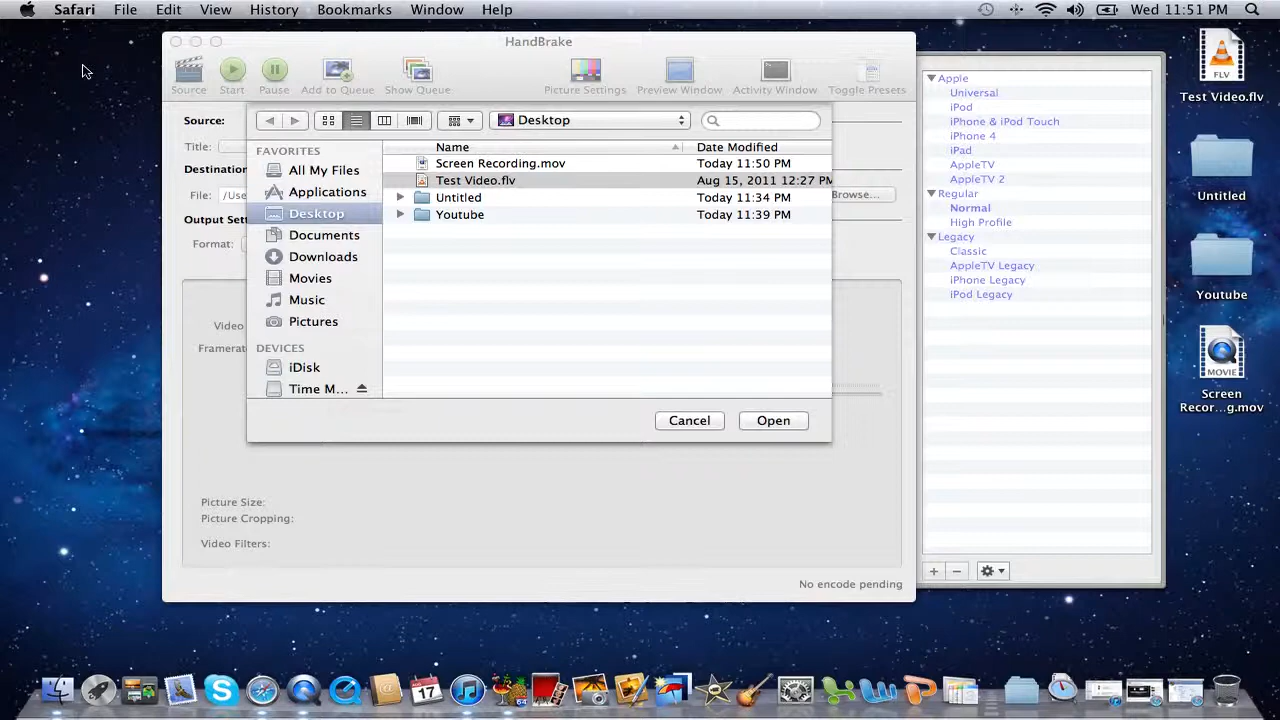 Safari File Edit View History Bookmarks Window Help Wed 11:51 PM
HandBrake
Source Start Pause Add to Queue Show Queue Picture Settings Preview Window Activity Window Toggle Presets
Source:
Title:
Destination
File: /Use
Browse...
Output Set
Format:
Video
Framerat
Desktop
FAVORITES
All My Files
Applications
Desktop
Documents
Downloads
Movies
Music
Pictures
DEVICES
iDisk
Time M...
Name Date Modified
Screen Recording.mov Today 11:50 PM
Test Video.flv Aug 15, 2011 12:27 PM
Untitled Today 11:34 PM
Youtube Today 11:39 PM
Cancel Open
Picture Size:
Picture Cropping:
Video Filters:
No encode pending
Apple
Universal
iPod
iPhone & iPod Touch
iPhone 4
iPad
AppleTV
AppleTV 2
Regular
Normal
High Profile
Legacy
Classic
AppleTV Legacy
iPhone Legacy
iPod Legacy
FLV
Test Video.flv
Untitled
Youtube
MOVIE
Screen
Recor...g.mov
17